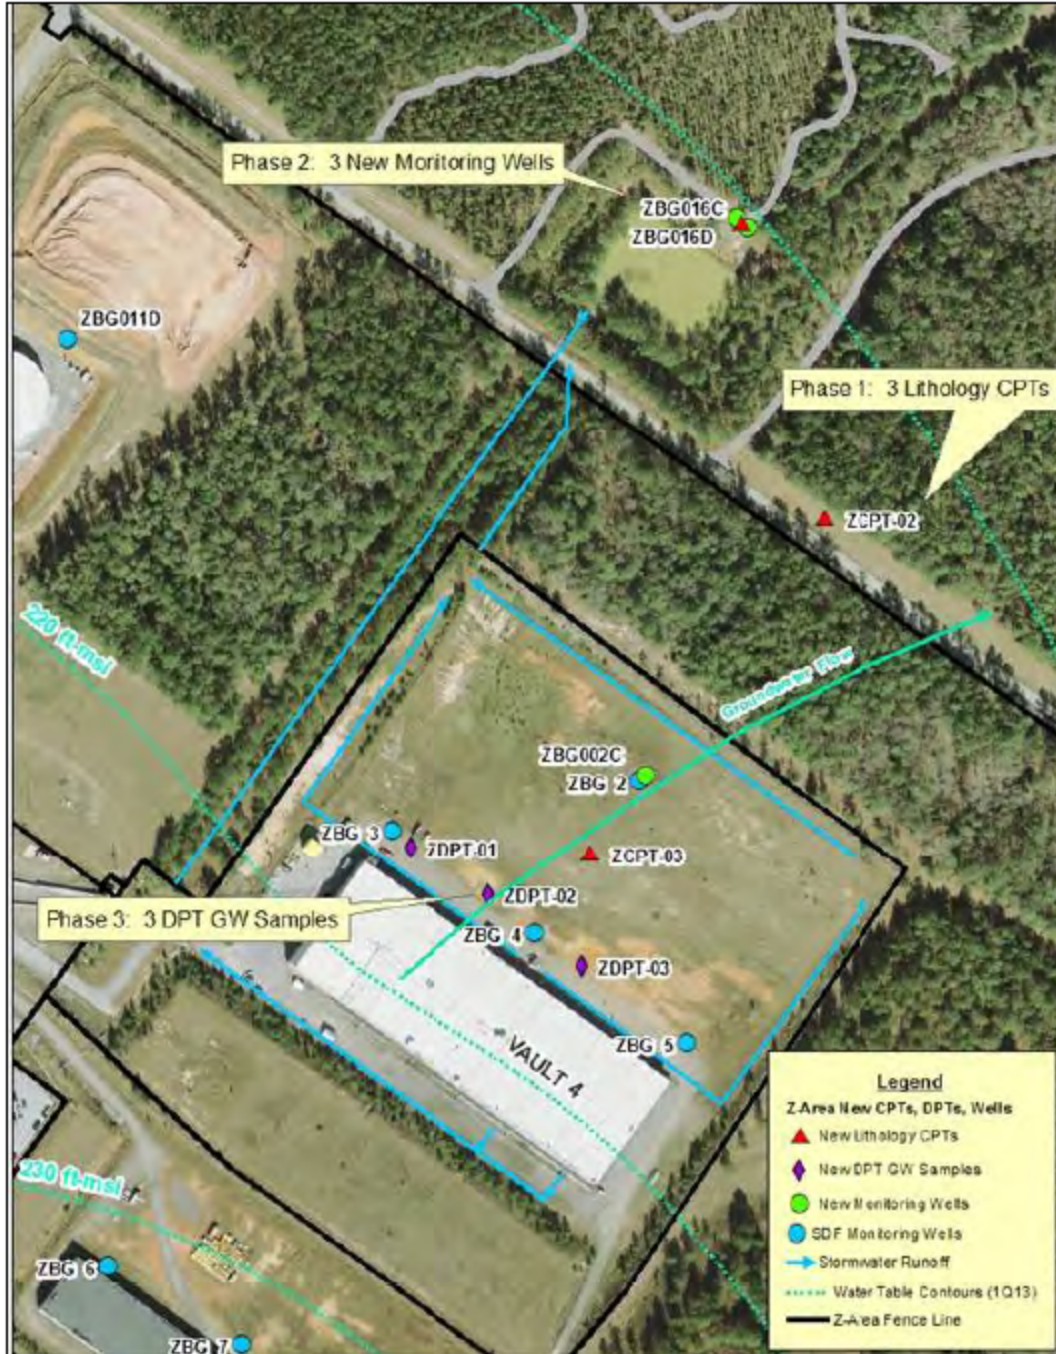 Phase 2: 3 New Moritoring Wells
ZBG016C
ZBG016D
ZBG011D
Phase 1: 3 Lithology CPTs
ZCPT-02
220 ft-msl
Groundwater Flow
ZBG002C
ZBG 2
ZBG 3
ZDPT-01
ZCPT-03
ZDPT-02
Phase 3: 3 DPT GW Samples
ZBG 4
ZDPT-03
ZBG 5
VAULT 4
230 ft-msl
ZBG 6
ZBG 7
Legend
Z-Area New CPTs, DPTs, Wells
New Lithology CPTs
New DPT GW Samples
New Monitoring Wells
SDF Monitoring Wells
Stormwater Runoff
Water Table Contours (1Q13)
Z-Area Fence Line